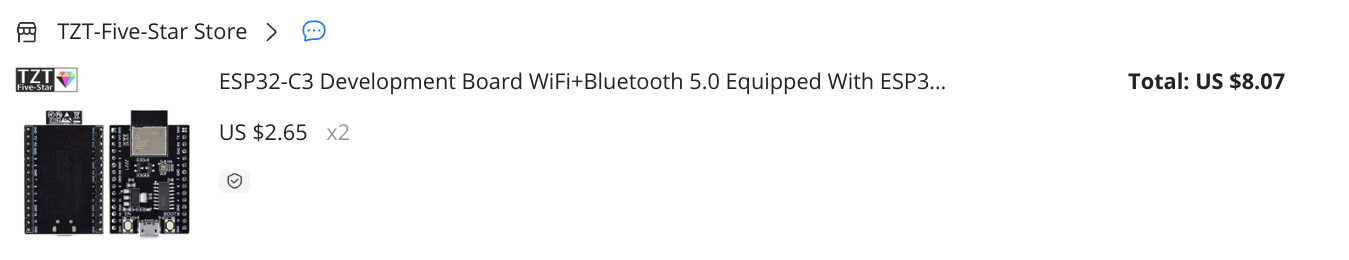 TZT-Five-Star Store
TZT
Five-Star
ESP32-C3 Development Board WiFi+Bluetooth 5.0 Equipped With ESP3...
Total: US $8.07
US $2.65 x2